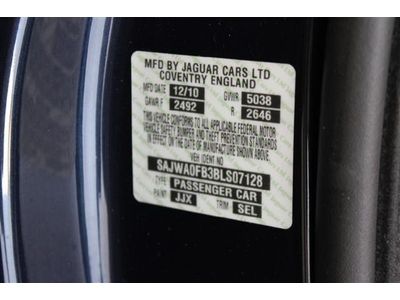 MFD BY JAGUAR CARS LTD
COVENTRY ENGLAND
MFD DATE 12/10 GVWR 5038
GAWR F 2492 R 2646
THIS VEHICLE CONFORMS TO ALL APPLICABLE FEDERAL MOTOR
VEHICLE SAFETY BUMPER AND THEFT PREVENTION STANDARDS
IN EFFECT ON THE DATE OF MANUFACTURE SHOWN ABOVE.
VEH IDENT NO
SAJWA0FB3BLS07128
TYPE PASSENGER CAR
PAINT JJX TRIM SEL